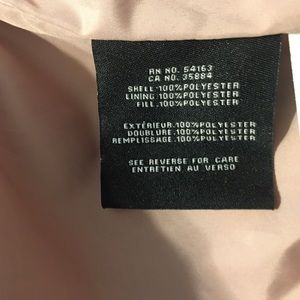 RN NO. 54163
CA NO. 35884
SHELL:100%POLYESTER
LINING:100%POLYESTER
FILL:100%POLYESTER
EXTÉRIEUR:100%POLYESTER
DOUBLURE:100%POLYESTER
REMPLISSAGE:100%POLYESTER
SEE REVERSE FOR CARE
ENTRETIEN AU VERSO